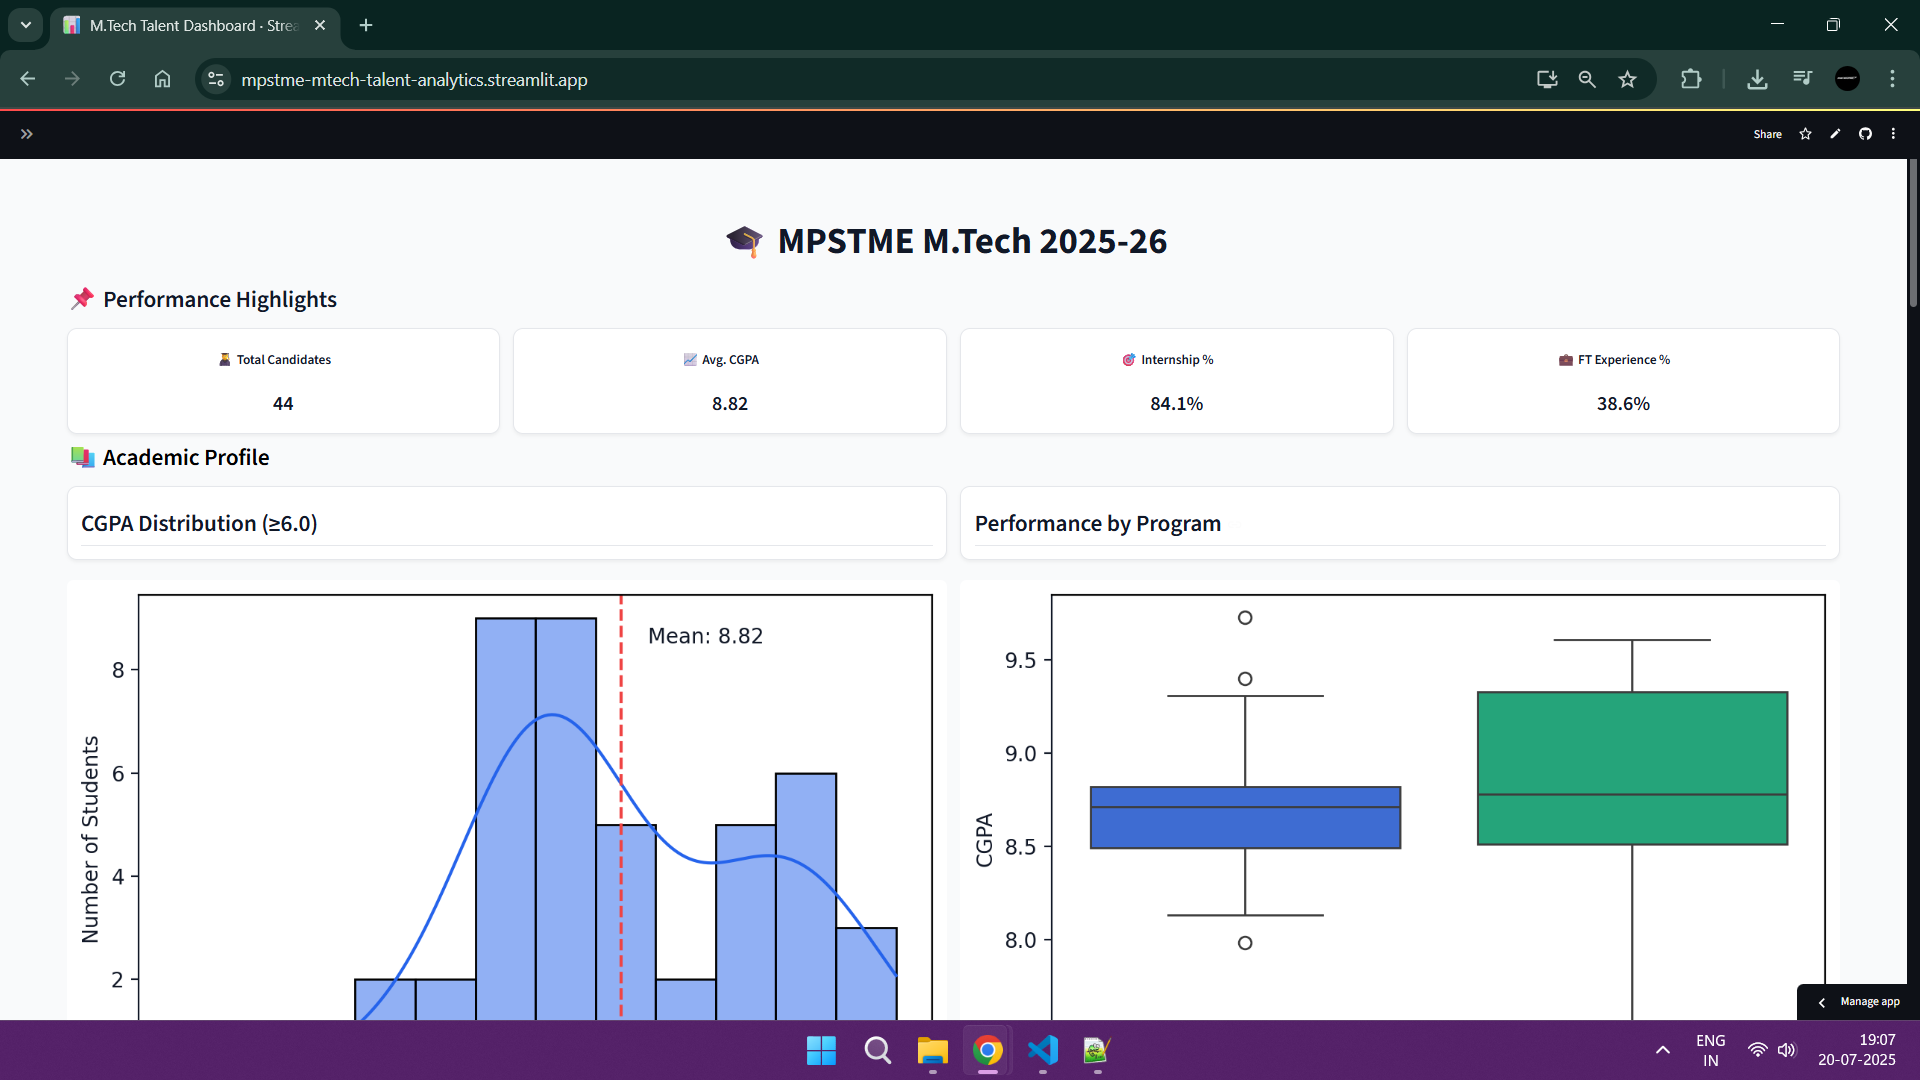 M.Tech Talent Dashboard · Strea
mpstme-mtech-talent-analytics.streamlit.app
Share
MPSTME M.Tech 2025-26
Performance Highlights
Total Candidates
44
Avg. CGPA
8.82
Internship %
84.1%
FT Experience %
38.6%
Academic Profile
CGPA Distribution (≥6.0)
Performance by Program
Mean: 8.82
8
6
4
2
Number of Students
9.5
9.0
8.5
8.0
CGPA
Manage app
ENG
IN
19:07
20-07-2025